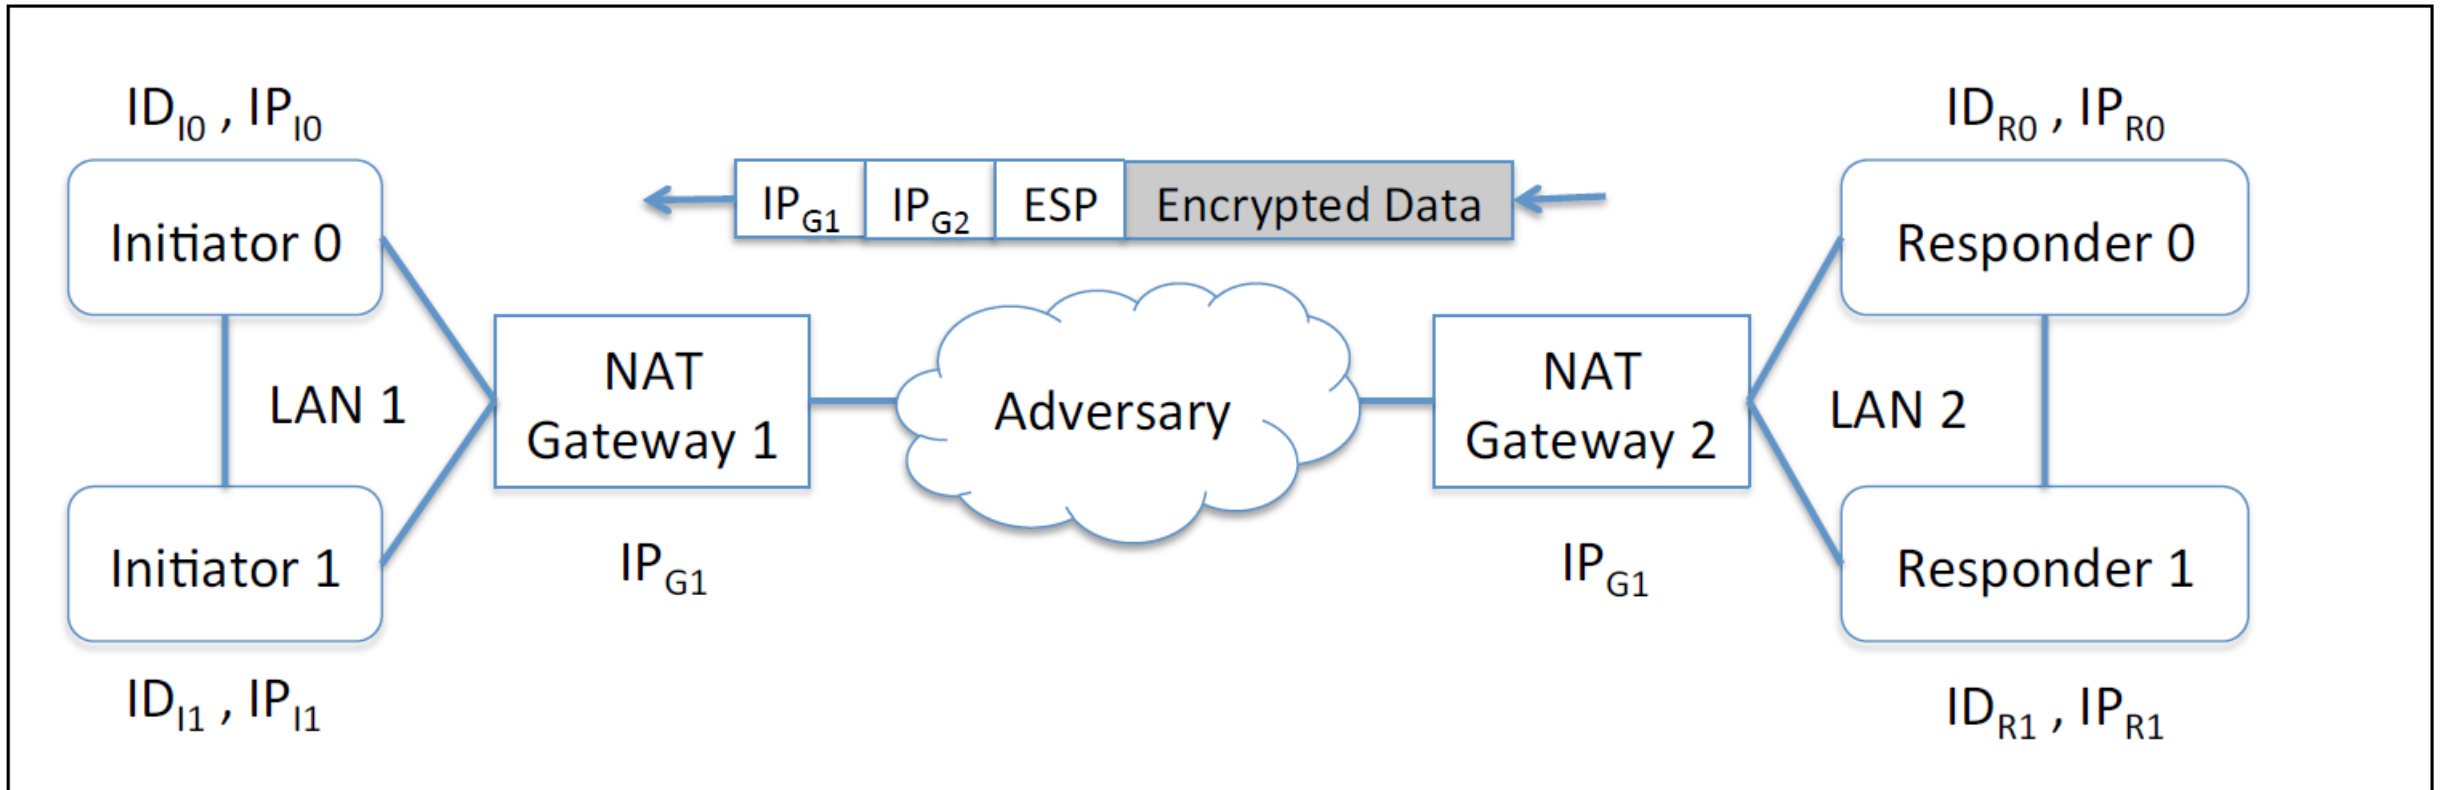 ID_I0 , IP_I0
ID_R0 , IP_R0
IP_G1 IP_G2 ESP Encrypted Data
Initiator 0
Responder 0
NAT
Gateway 1
NAT
Gateway 2
LAN 1
Adversary
LAN 2
Initiator 1
IP_G1
IP_G1
Responder 1
ID_I1 , IP_I1
ID_R1 , IP_R1